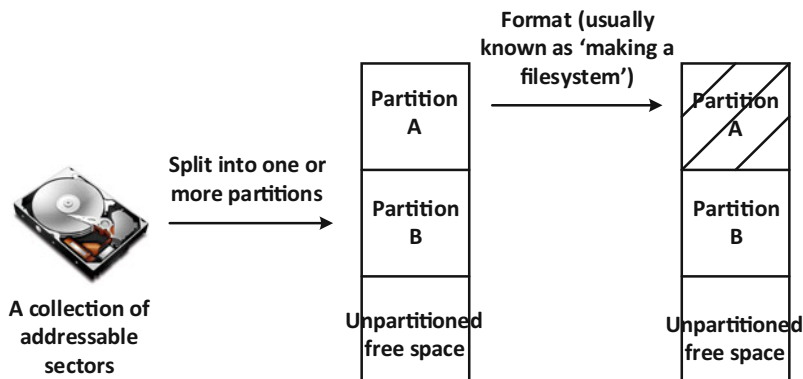 A collection of
addressable
sectors
Split into one or
more partitions
Partition
A
Partition
B
Unpartitioned
free space
Format (usually
known as ‘making a
filesystem’)
Partition
A
Partition
B
Unpartitioned
free space